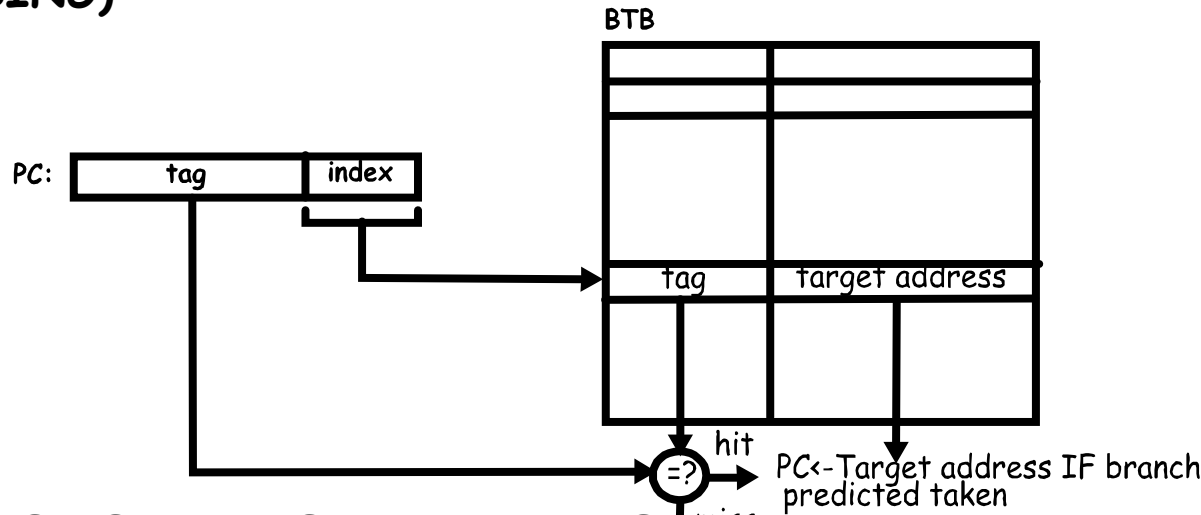 BTB
PC:
tag
index
tag
target address
hit
=?
PC<-Target address IF branch
predicted taken